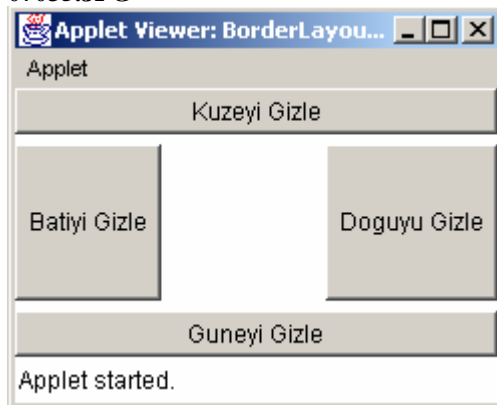 Applet Viewer: BorderLayou...
Applet
Kuzeyi Gizle
Batiyi Gizle
Doguyu Gizle
Guneyi Gizle
Applet started.